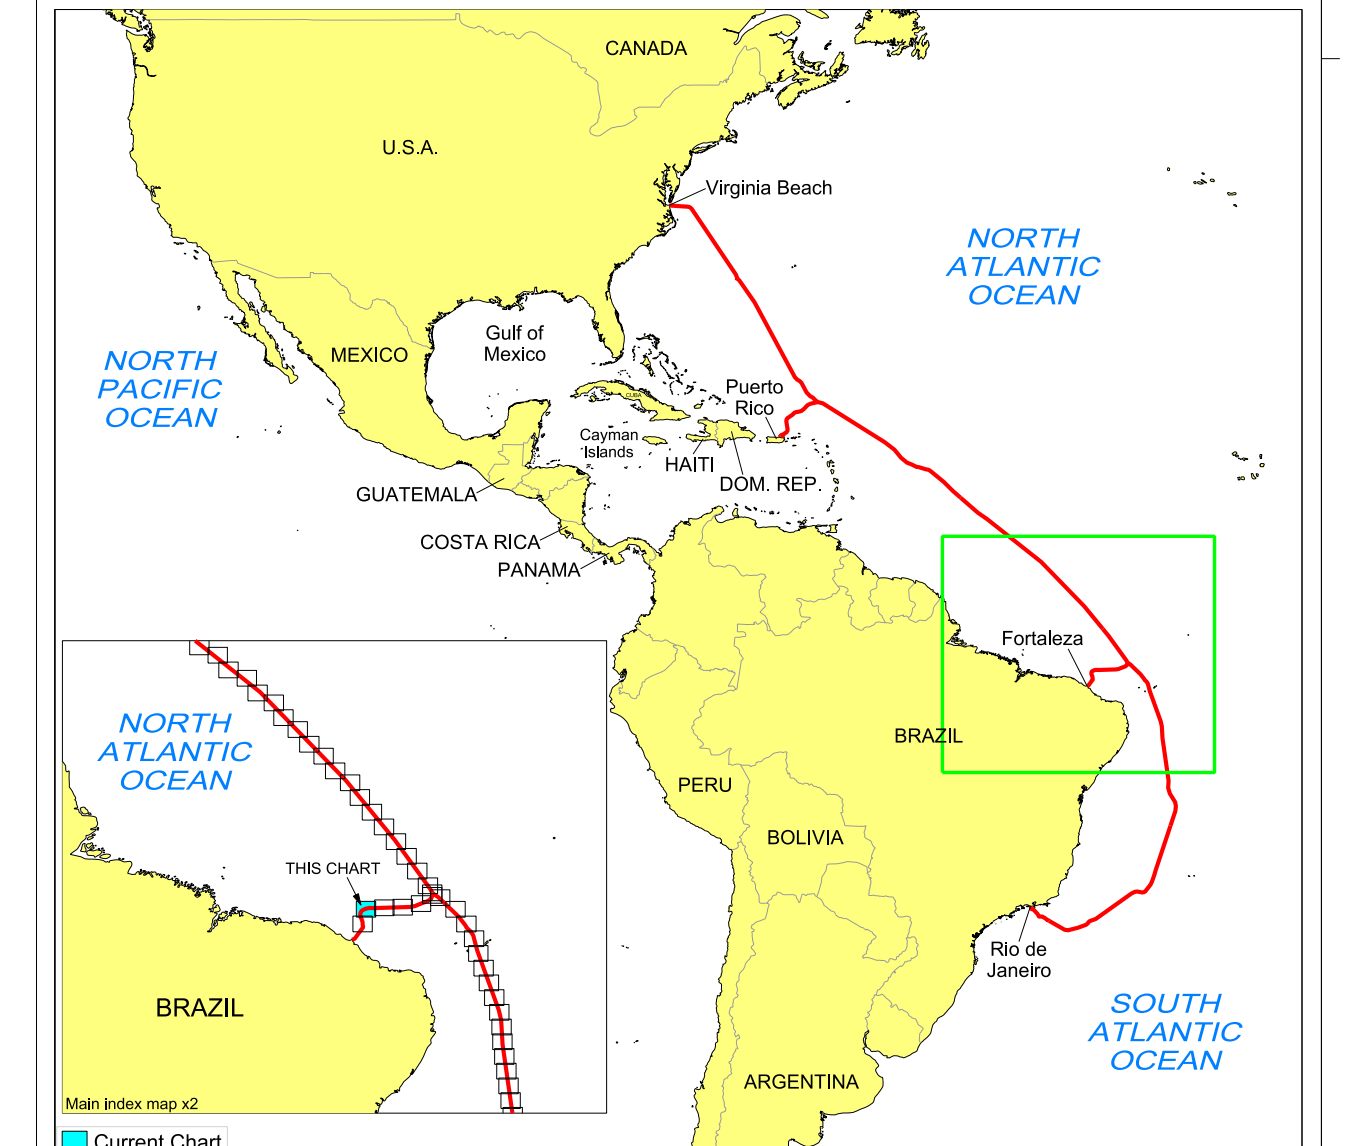 CANADA
U.S.A.
Virginia Beach
NORTH
ATLANTIC
OCEAN
Gulf of
Mexico
MEXICO
NORTH
PACIFIC
OCEAN
Puerto
Rico
CUBA
Cayman
Islands
HAITI
DOM. REP.
GUATEMALA
COSTA RICA
PANAMA
Fortaleza
BRAZIL
PERU
BOLIVIA
Rio de
Janeiro
SOUTH
ATLANTIC
OCEAN
ARGENTINA
NORTH
ATLANTIC
OCEAN
THIS CHART
BRAZIL
Main index map x2
Current Chart